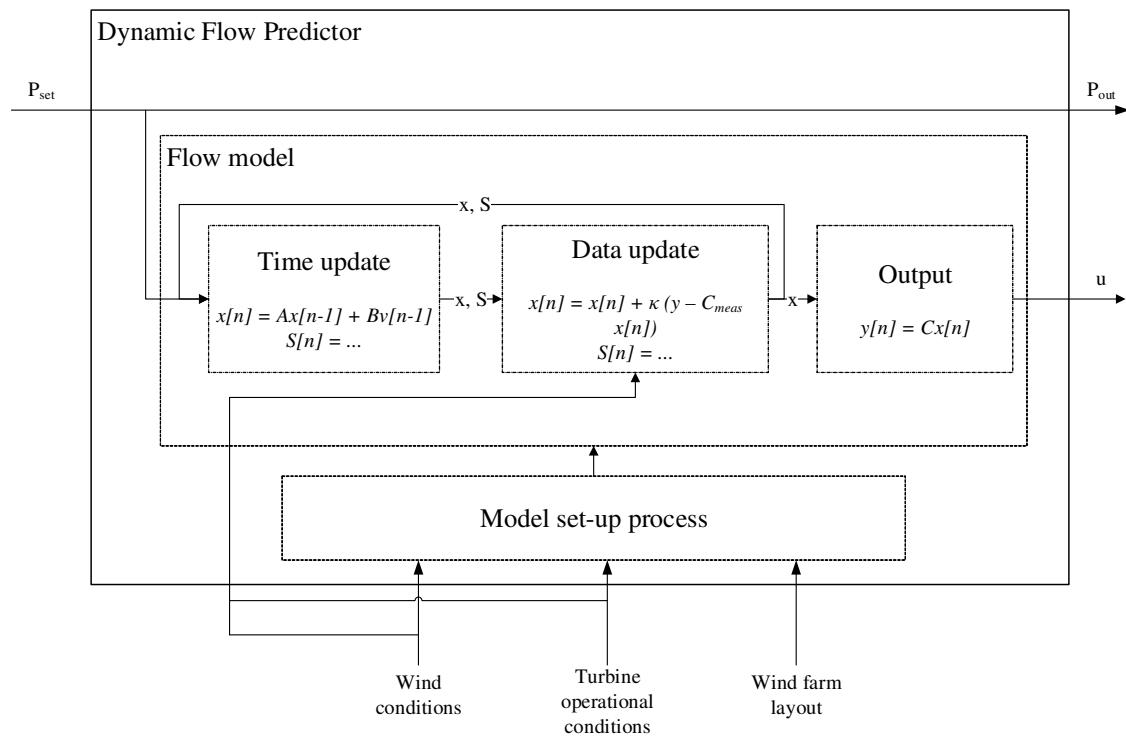 Dynamic Flow Predictor
P_set
P_out
Flow model
x, S
Time update
x[n] = Ax[n-1] + Bv[n-1]
S[n] = ...
x, S
Data update
x[n] = x[n] + κ (y – C_meas
x[n])
S[n] = ...
x
Output
y[n] = Cx[n]
u
Model set-up process
Wind
conditions
Turbine
operational
conditions
Wind farm
layout